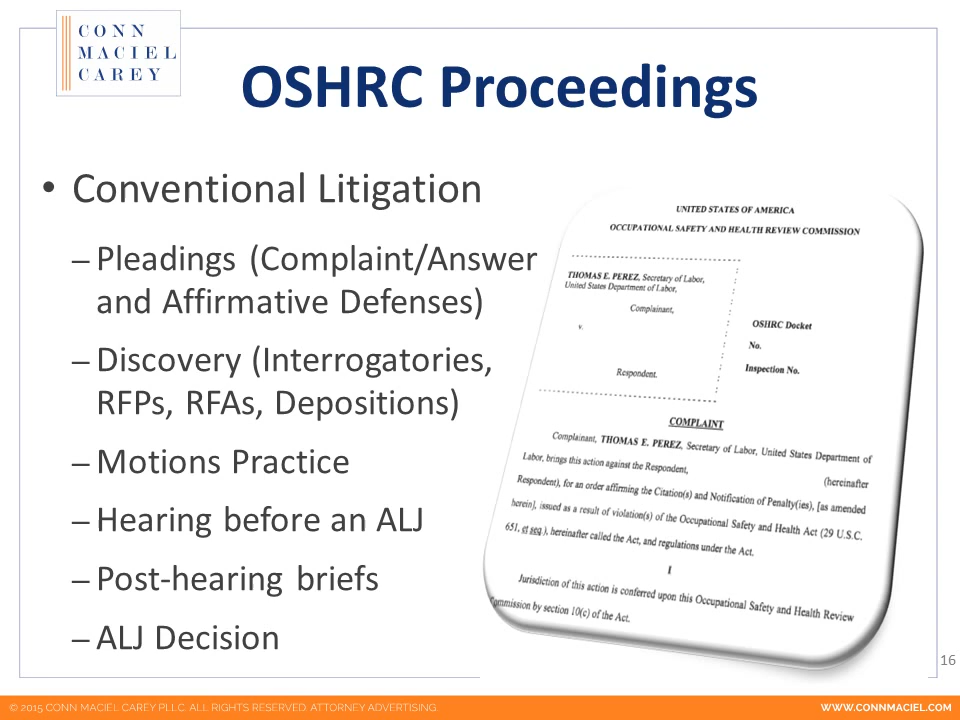 CONN
MACIEL
CAREY
OSHRC Proceedings
• Conventional Litigation
– Pleadings (Complaint/Answer
and Affirmative Defenses)
– Discovery (Interrogatories,
RFPs, RFAs, Depositions)
– Motions Practice
– Hearing before an ALJ
– Post-hearing briefs
– ALJ Decision
UNITED STATES OF AMERICA
OCCUPATIONAL SAFETY AND HEALTH REVIEW COMMISSION
THOMAS E. PEREZ, Secretary of Labor,
United States Department of Labor,
Complainant,
v.
Respondent.
OSHRC Docket
No.
Inspection No.
COMPLAINT
Complainant, THOMAS E. PEREZ, Secretary of Labor, United States Department of
Labor, brings this action against the Respondent, (hereinafter
Respondent), for an order affirming the Citation(s) and Notification of Penalty(ies), [as amended
herein], issued as a result of violation(s) of the Occupational Safety and Health Act (29 U.S.C.
651, et seq.), hereinafter called the Act, and regulations under the Act.
I
Jurisdiction of this action is conferred upon this Occupational Safety and Health Review
Commission by section 10(c) of the Act.
16
© 2015 CONN MACIEL CAREY PLLC. ALL RIGHTS RESERVED. ATTORNEY ADVERTISING.
WWW.CONNMACIEL.COM